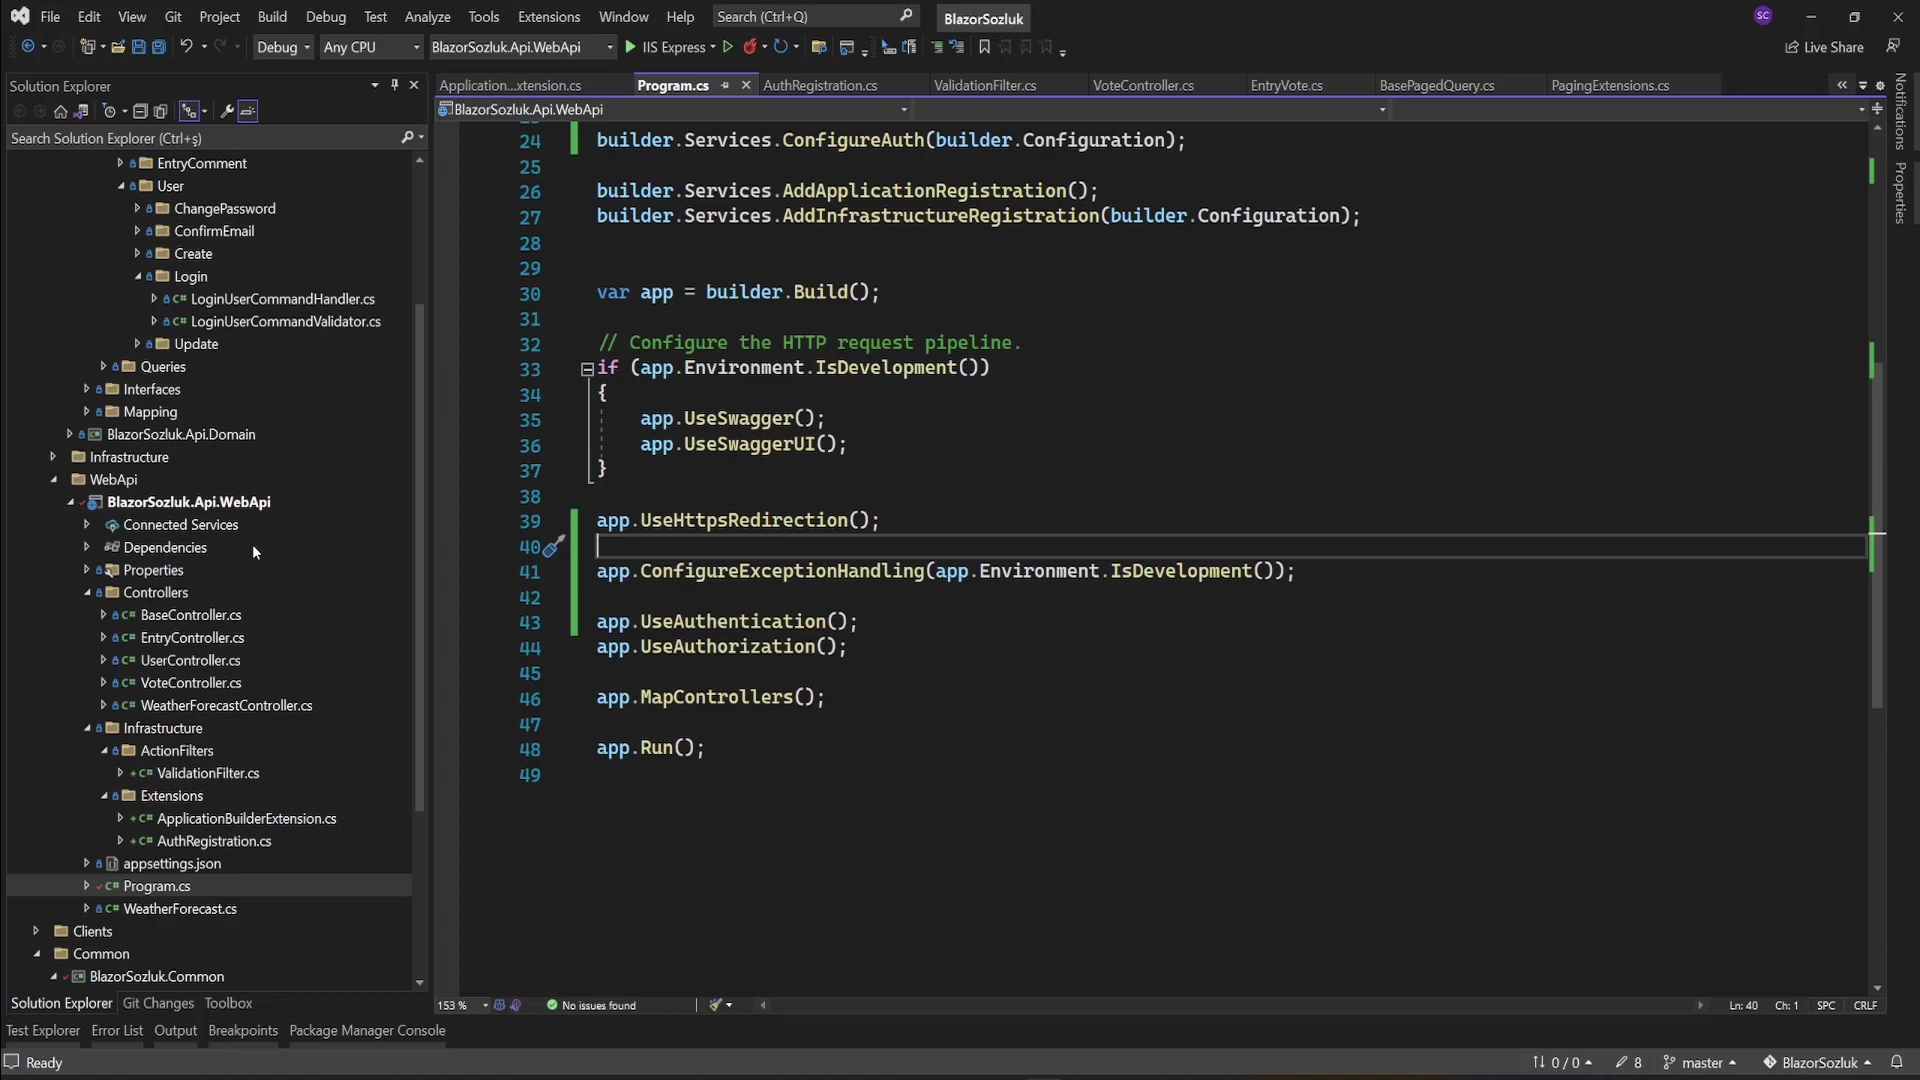 File Edit View Git Project Build Debug Test Analyze Tools Extensions Window Help Search (Ctrl+Q) BlazorSozluk SC
Debug Any CPU BlazorSozluk.Api.WebApi IIS Express Live Share
Solution Explorer
Search Solution Explorer (Ctrl+ş)
EntryComment
User
ChangePassword
ConfirmEmail
Create
Login
LoginUserCommandHandler.cs
LoginUserCommandValidator.cs
Update
Queries
Interfaces
Mapping
BlazorSozluk.Api.Domain
Infrastructure
WebApi
BlazorSozluk.Api.WebApi
Connected Services
Dependencies
Properties
Controllers
BaseController.cs
EntryController.cs
UserController.cs
VoteController.cs
WeatherForecastController.cs
Infrastructure
ActionFilters
ValidationFilter.cs
Extensions
ApplicationBuilderExtension.cs
AuthRegistration.cs
appsettings.json
Program.cs
WeatherForecast.cs
Clients
Common
BlazorSozluk.Common
Solution Explorer Git Changes Toolbox
Application...xtension.cs Program.cs AuthRegistration.cs ValidationFilter.cs VoteController.cs EntryVote.cs BasePagedQuery.cs PagingExtensions.cs
BlazorSozluk.Api.WebApi
24 builder.Services.ConfigureAuth(builder.Configuration);
25
26 builder.Services.AddApplicationRegistration();
27 builder.Services.AddInfrastructureRegistration(builder.Configuration);
28
29
30 var app = builder.Build();
31
32 // Configure the HTTP request pipeline.
33 if (app.Environment.IsDevelopment())
34 {
35 app.UseSwagger();
36 app.UseSwaggerUI();
37 }
38
39 app.UseHttpsRedirection();
40
41 app.ConfigureExceptionHandling(app.Environment.IsDevelopment());
42
43 app.UseAuthentication();
44 app.UseAuthorization();
45
46 app.MapControllers();
47
48 app.Run();
49
153 % No issues found Ln: 40 Ch: 1 SPC CRLF
Notifications
Properties
Test Explorer Error List Output Breakpoints Package Manager Console
Ready 0 / 0 8 master BlazorSozluk